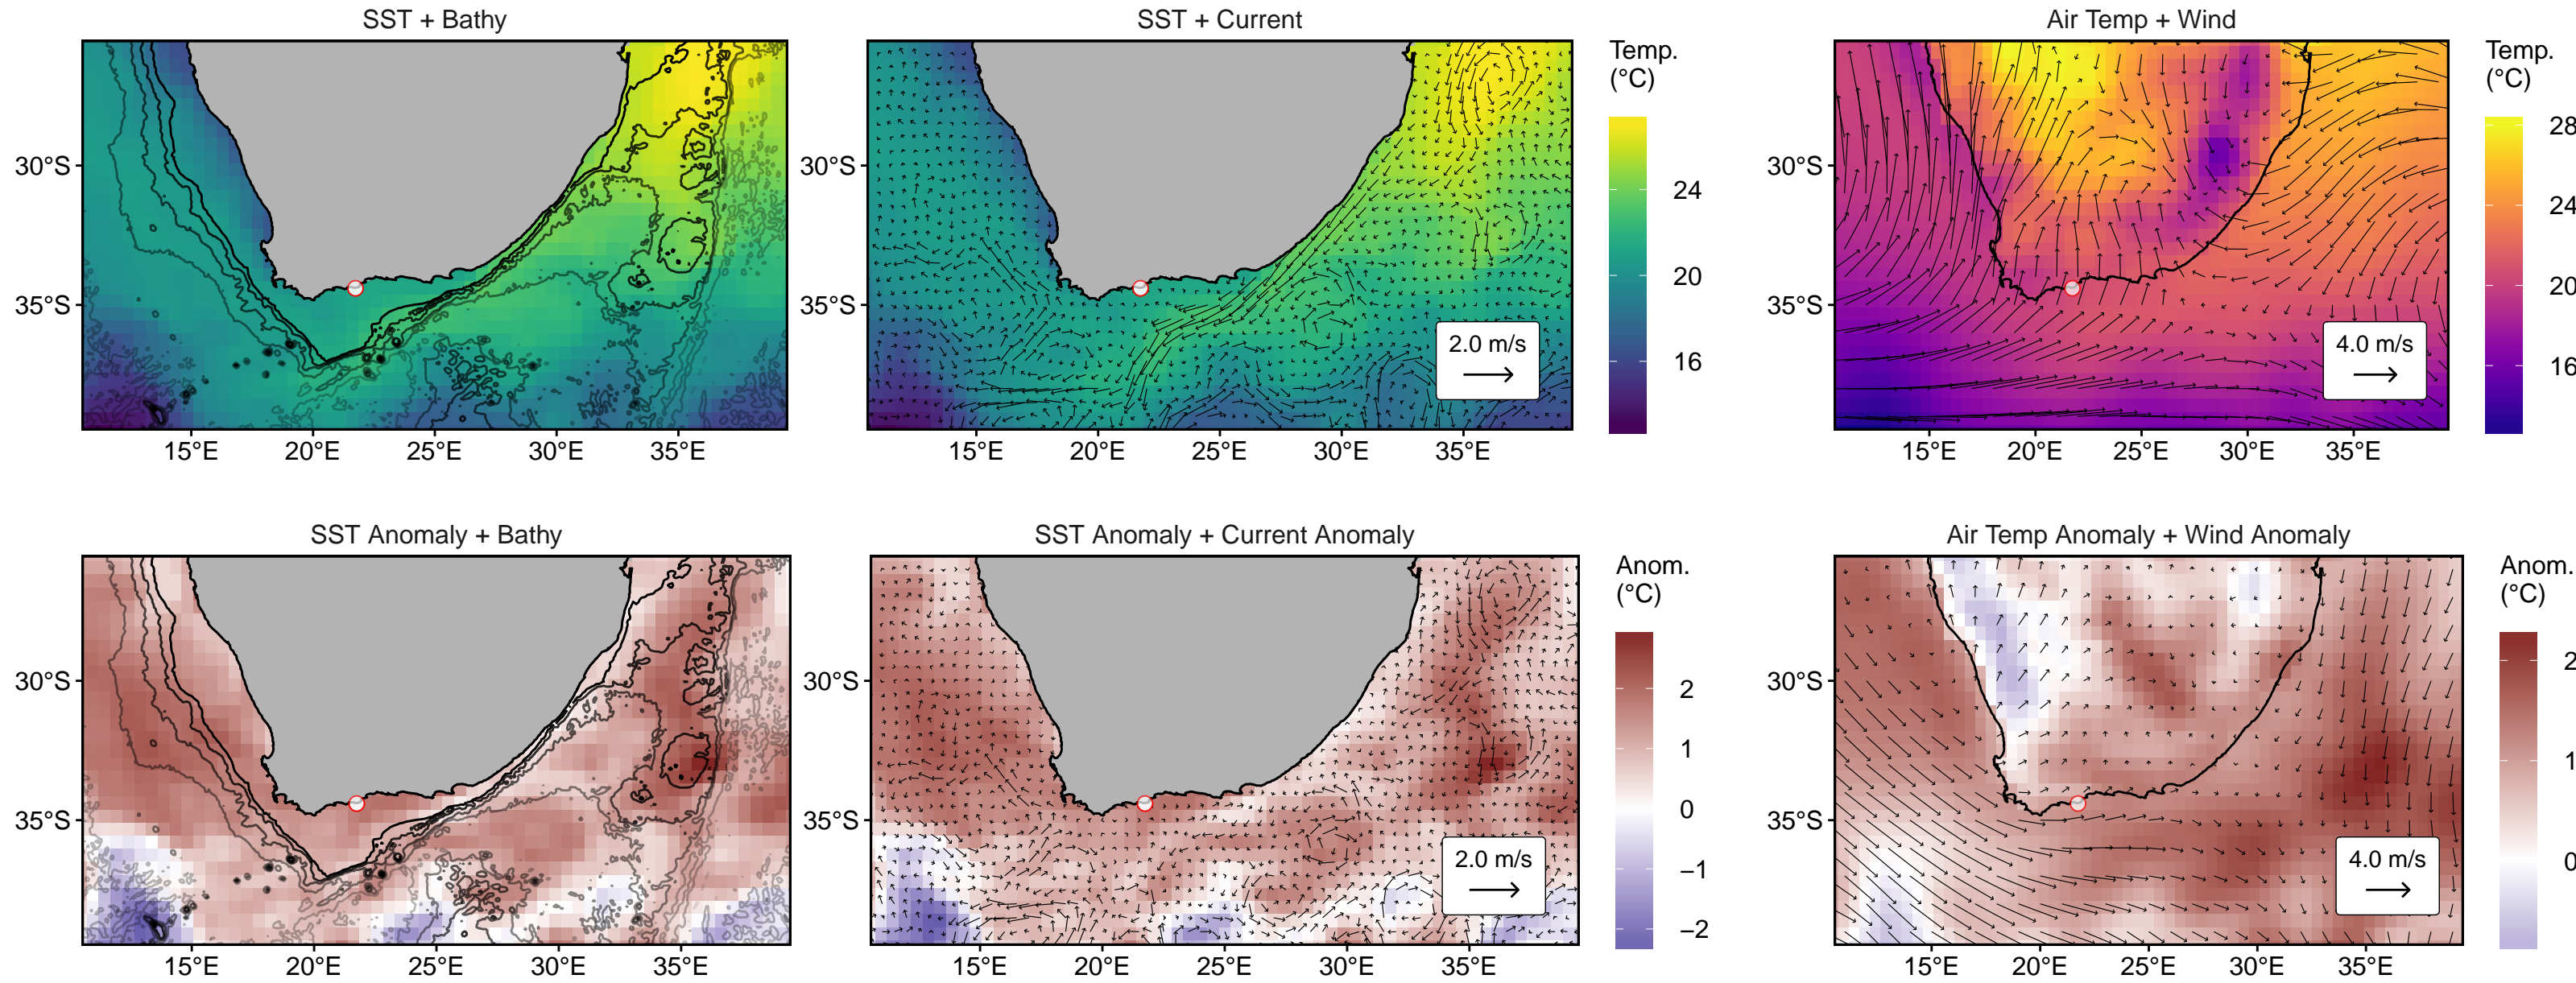 SST + Bathy
SST + Current
Air Temp + Wind
30°S
35°S
15°E 20°E 25°E 30°E 35°E
30°S
35°S
15°E 20°E 25°E 30°E 35°E
2.0 m/s
Temp.
(°C)
24
20
16
30°S
35°S
15°E 20°E 25°E 30°E 35°E
4.0 m/s
Temp.
(°C)
28
24
20
16
SST Anomaly + Bathy
SST Anomaly + Current Anomaly
Air Temp Anomaly + Wind Anomaly
30°S
35°S
15°E 20°E 25°E 30°E 35°E
30°S
35°S
15°E 20°E 25°E 30°E 35°E
2.0 m/s
Anom.
(°C)
2
1
0
−1
−2
30°S
35°S
15°E 20°E 25°E 30°E 35°E
4.0 m/s
Anom.
(°C)
2
1
0